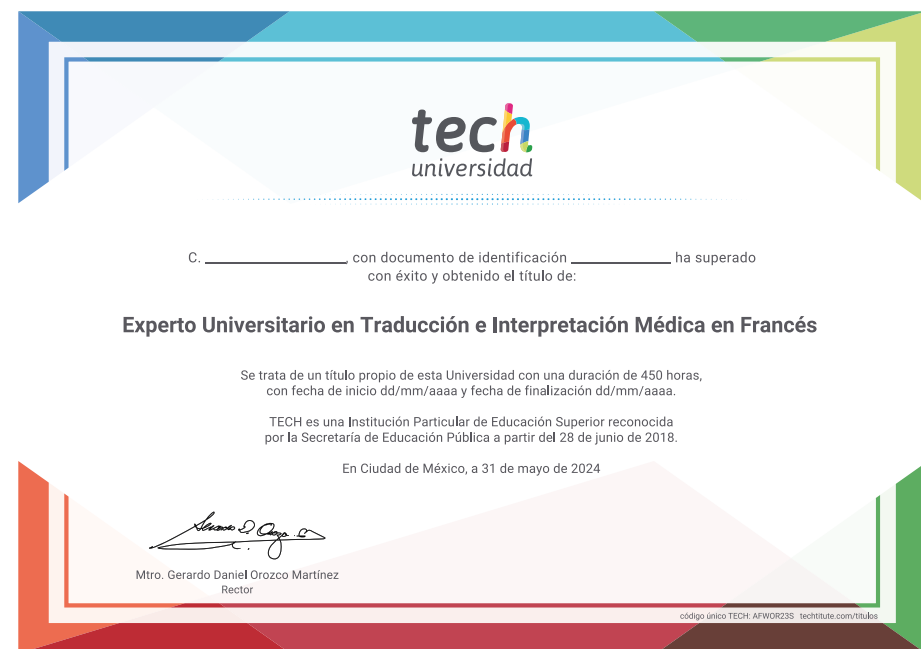 tech
universidad
C. ____________, con documento de identificación ____________ ha superado
con éxito y obtenido el título de:
Experto Universitario en Traducción e Interpretación Médica en Francés
Se trata de un título propio de esta Universidad con una duración de 450 horas,
con fecha de inicio dd/mm/aaaa y fecha de finalización dd/mm/aaaa.
TECH es una Institución Particular de Educación Superior reconocida
por la Secretaría de Educación Pública a partir del 28 de junio de 2018.
En Ciudad de México, a 31 de mayo de 2024
Mtro. Gerardo Daniel Orozco Martínez
Rector
código único TECH: AFWOR23S techtitute.com/titulos